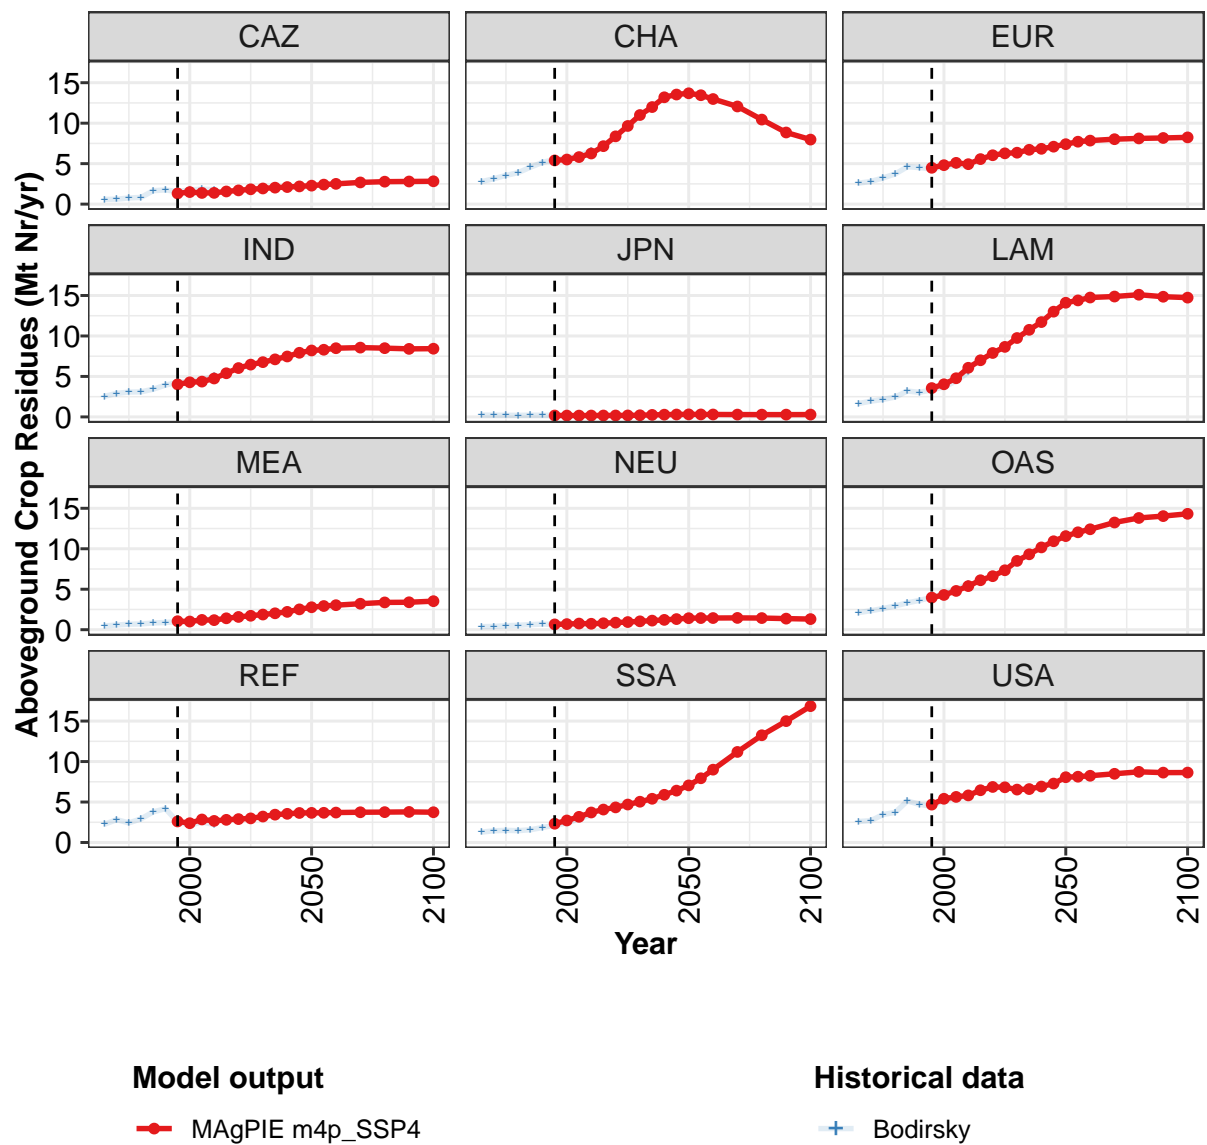 CAZ CHA EUR
15
10
5
0
IND JPN LAM
15
10
5
0
MEA NEU OAS
15
10
5
0
REF SSA USA
15
10
5
0
Aboveground Crop Residues (Mt Nr/yr)
2000 2050 2100 2000 2050 2100 2000 2050 2100
Year
Model output Historical data
MAgPIE m4p_SSP4 Bodirsky